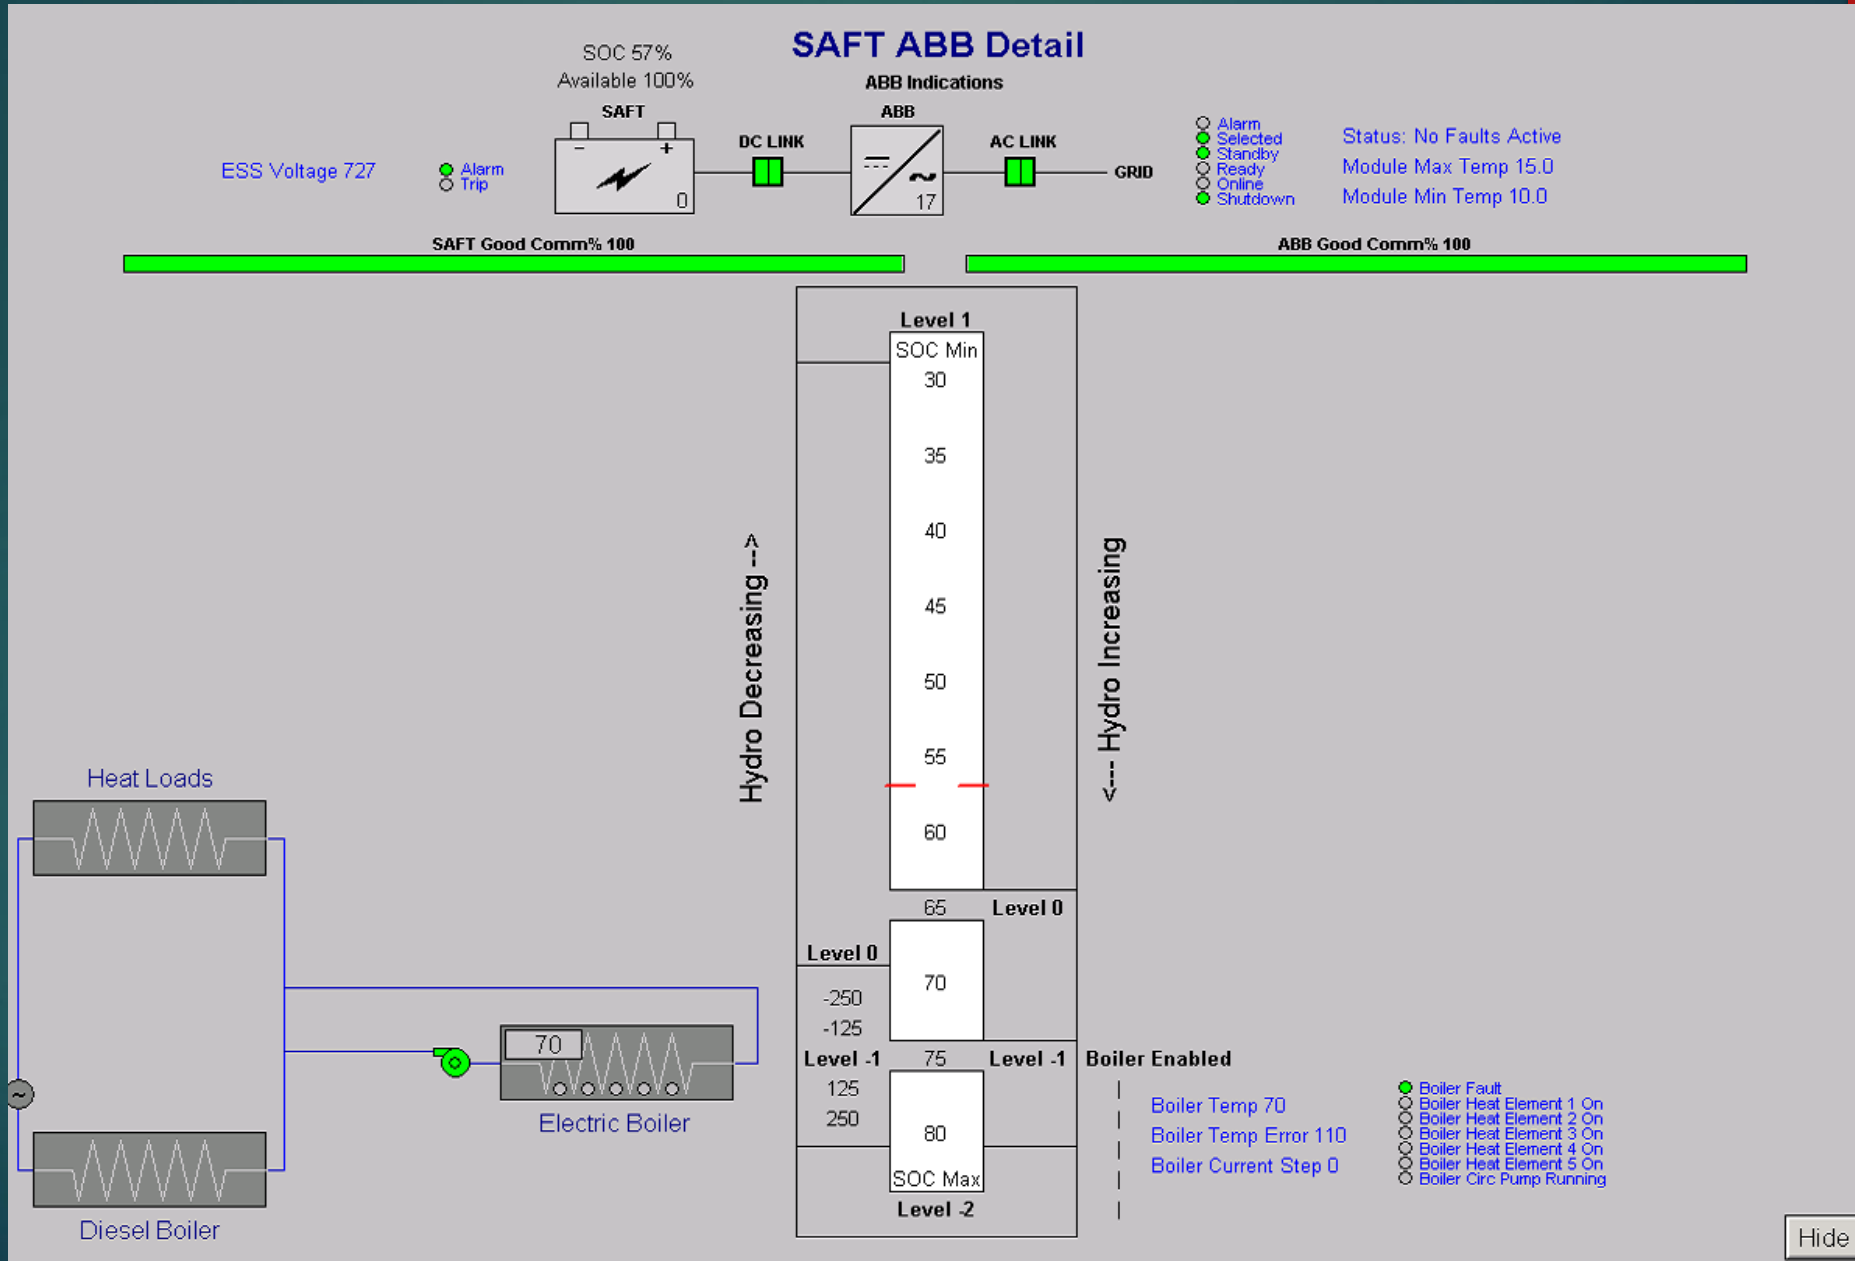 SAFT ABB Detail
SOC 57%
Available 100%
ABB Indications
SAFT
ABB
DC LINK
AC LINK
ESS Voltage 727
Alarm
Trip
- +
0
17
~
GRID
Alarm
Selected
Standby
Ready
Online
Shutdown
Status: No Faults Active
Module Max Temp 15.0
Module Min Temp 10.0
SAFT Good Comm% 100
ABB Good Comm% 100
Level 1
SOC Min
30
35
40
45
50
55
60
65
70
75
80
SOC Max
Level -2
Hydro Decreasing -->
<--- Hydro Increasing
Level 0
Level 0
-250
-125
Level -1
Level -1
125
250
Boiler Enabled
Boiler Temp 70
Boiler Temp Error 110
Boiler Current Step 0
Boiler Fault
Boiler Heat Element 1 On
Boiler Heat Element 2 On
Boiler Heat Element 3 On
Boiler Heat Element 4 On
Boiler Heat Element 5 On
Boiler Circ Pump Running
Heat Loads
70
Electric Boiler
~
Diesel Boiler
Hide